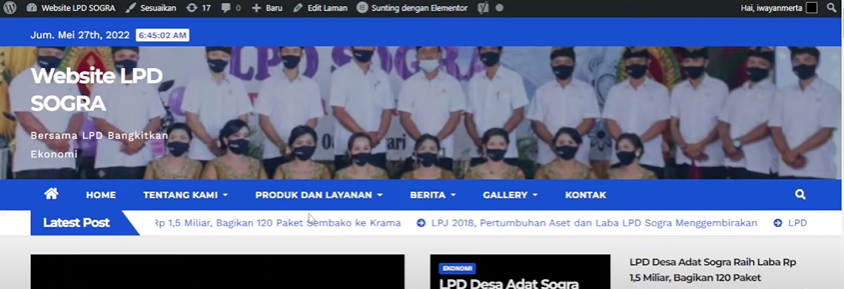 Website LPD SOGRA Sesuaikan 17 0 Baru Edit Laman Sunting dengan Elementor Hai, iwayanmerta
Jum. Mei 27th, 2022 6:45:02 AM
LPD SOGRA
Website LPD
SOGRA
Bersama LPD Bangkitkan
Ekonomi
HOME TENTANG KAMI PRODUK DAN LAYANAN BERITA GALLERY KONTAK
Latest Post Rp 1,5 Miliar, Bagikan 120 Paket Sembako ke Krama LPJ 2018, Pertumbuhan Aset dan Laba LPD Sogra Menggembirakan LPD
EKONOMI
LPD Desa Adat Sogra
LPD Desa Adat Sogra Raih Laba Rp
1,5 Miliar, Bagikan 120 Paket